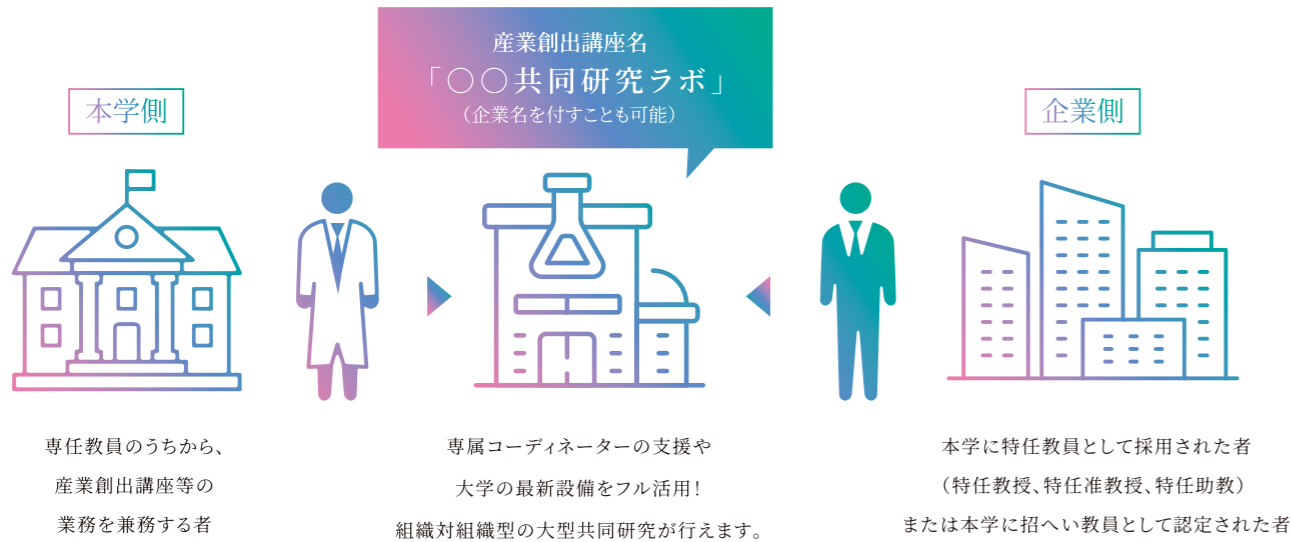 産業創出講座名
「〇〇共同研究ラボ」
（企業名を付すことも可能）
本学側
企業側
専任教員のうちから、
産業創出講座等の
業務を兼務する者
専属コーディネーターの支援や
大学の最新設備をフル活用！
組織対組織型の大型共同研究が行えます。
本学に特任教員として採用された者
（特任教授、特任准教授、特任助教）
または本学に招へい教員として認定された者